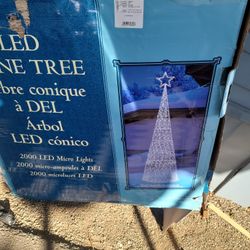 LED
NE TREE
bre conique
à DEL
Árbol
LED cónico
2000 LED Micro Lights
2000 micro-ampoules à DEL
2000 microluces LED